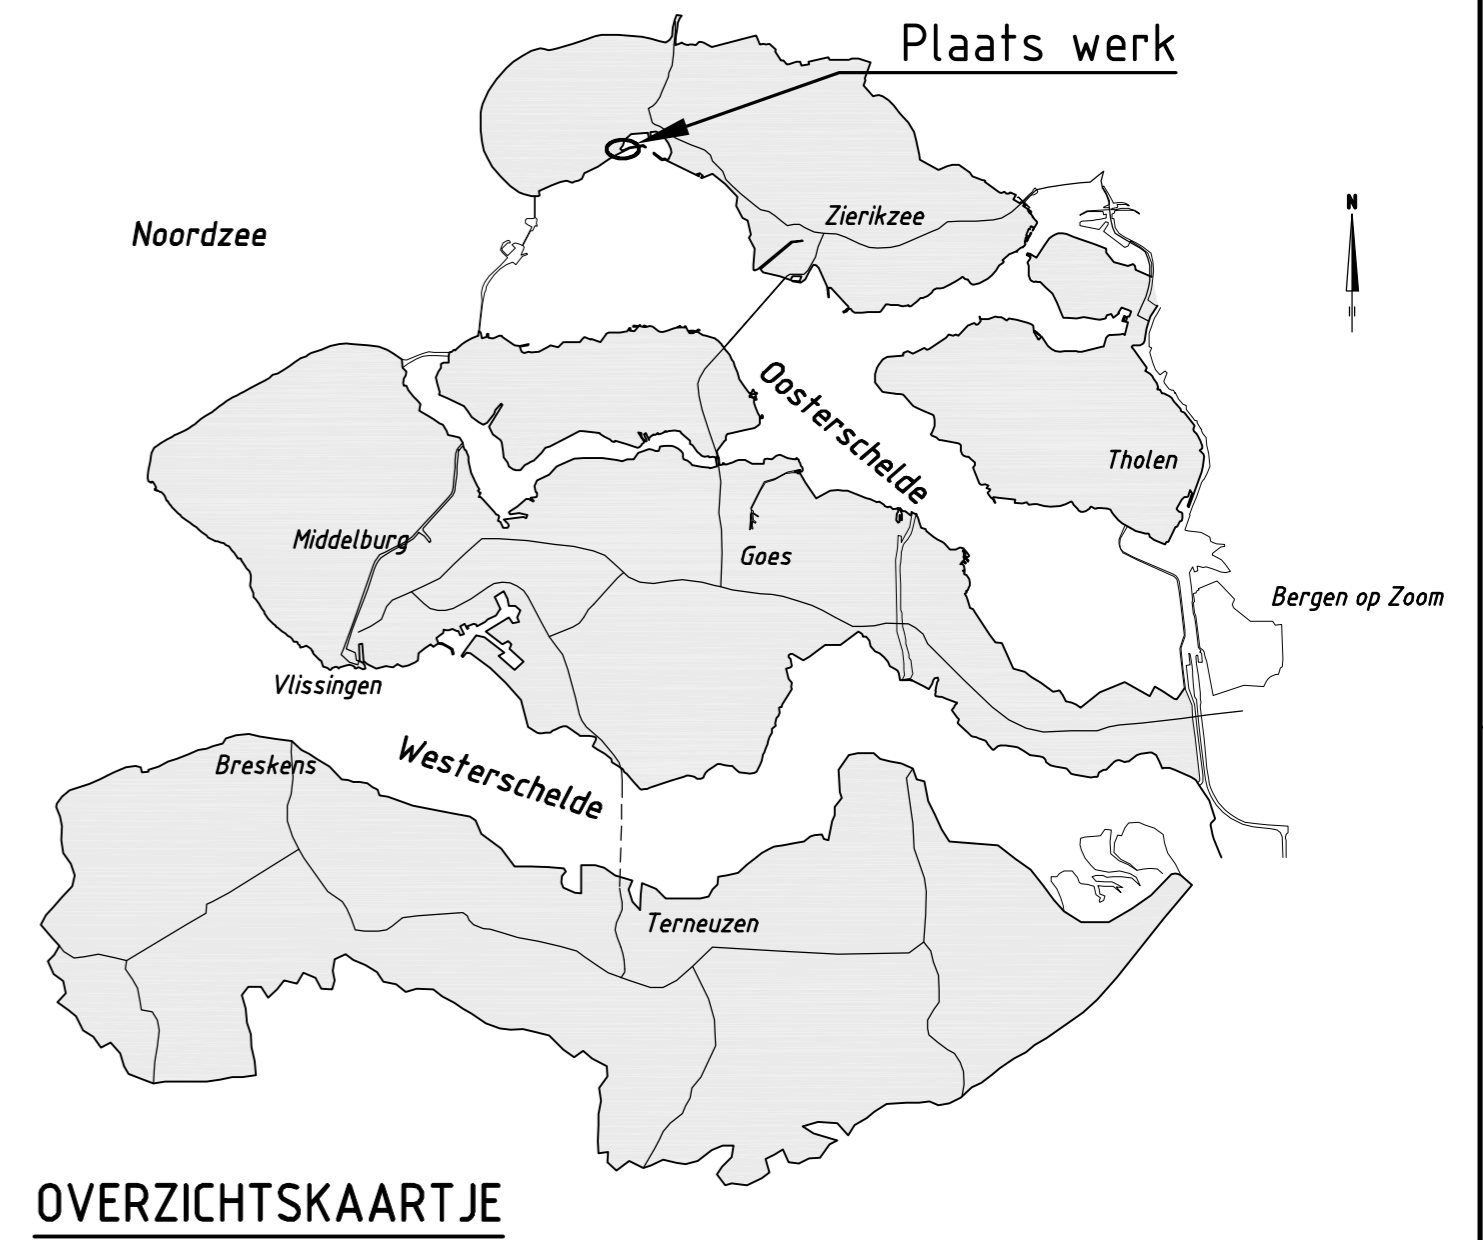 Plaats werk
N
Zierikzee
Noordzee
Oosterschelde
Tholen
Middelburg
Goes
Bergen op Zoom
Vlissingen
Westerschelde
Breskens
Terneuzen
OVERZICHTSKAARTJE